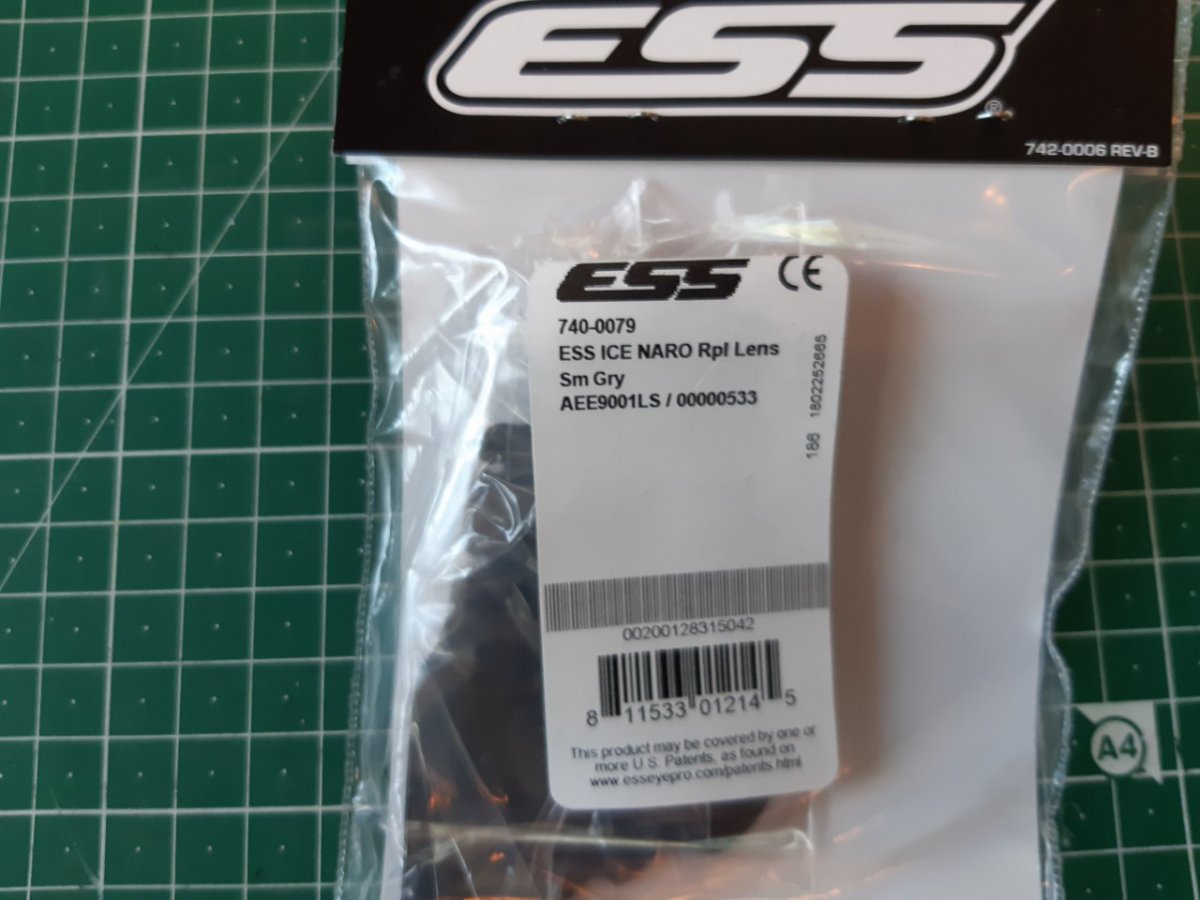 ESS
®
742-0006 REV-B
ESS CE
740-0079
ESS ICE NARO Rpl Lens
Sm Gry
AEE9001LS / 00000533
166 1802252665
00200128315042
8 11533 01214 5
This product may be covered by one or
more U.S. Patents, as found on
www.esseyepro.com/patents.html
A4